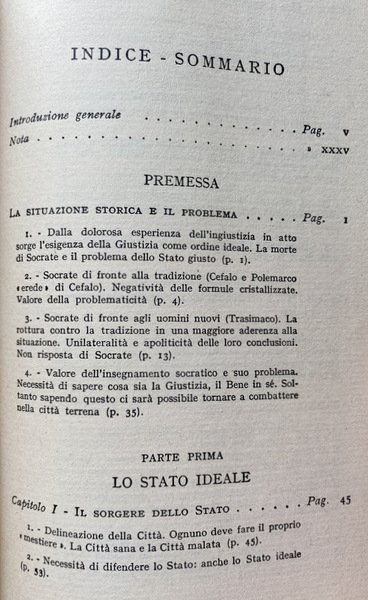 INDICE - SOMMARIO
Introduzione generale . . . . . . . . . . . . . . Pag. V
Nota . . . . . . . . . . . . . . . . . . » XXXV
PREMESSA
LA SITUAZIONE STORICA E IL PROBLEMA . . . . . Pag. 1
1. - Dalla dolorosa esperienza dell'ingiustizia in atto
sorge l'esigenza della Giustizia come ordine ideale. La morte
di Socrate e il problema dello Stato giusto (p. 1).
2. - Socrate di fronte alla tradizione (Cefalo e Polemarco
« erede » di Cefalo). Negatività delle formule cristallizzate.
Valore della problematicità (p. 4).
3. - Socrate di fronte agli uomini nuovi (Trasimaco). La
rottura contro la tradizione in una maggiore aderenza alla
situazione. Unilateralità e apoliticità delle loro conclusioni.
Non risposta di Socrate (p. 13).
4. - Valore dell'insegnamento socratico e suo problema.
Necessità di sapere cosa sia la Giustizia, il Bene in sé. Sol-
tanto sapendo questo ci sarà possibile tornare a combattere
nella città terrena (p. 35).
PARTE PRIMA
LO STATO IDEALE
Capitolo I - IL SORGERE DELLO STATO . . . . . . Pag. 45
1. - Delineazione della Città. Ognuno deve fare il proprio
« mestiere ». La Città sana e la Città malata (p. 45).
2. - Necessità di difendere lo Stato: anche lo Stato ideale
(p. 53).